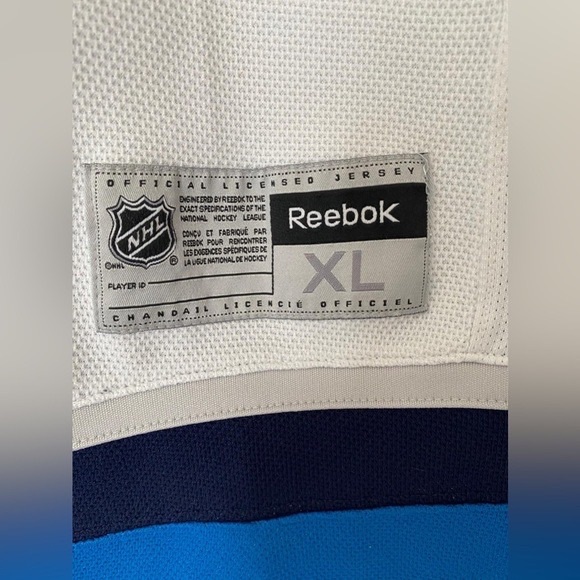 OFFICIAL LICENSED JERSEY
ENGINEERED BY REEBOK TO THE
EXACT SPECIFICATIONS OF THE
NATIONAL HOCKEY LEAGUE
CONÇU ET FABRIQUÉ PAR
REEBOK POUR RENCONTRER
LES EXIGENCES SPÉCIFIQUES DE
LA LIGUE NATIONALE DE HOCKEY
NHL
©NHL ®
PLAYER ID
Reebok
XL
CHANDAIL LICENCIÉ OFFICIEL